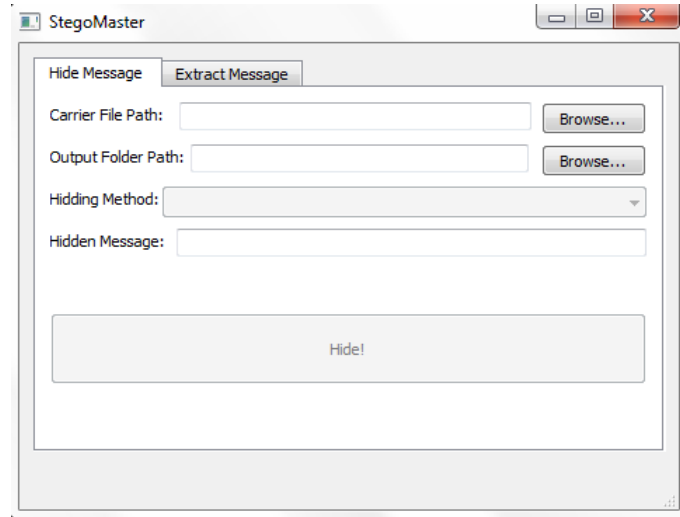 StegoMaster
Hide Message Extract Message
Carrier File Path: Browse...
Output Folder Path: Browse...
Hidding Method:
Hidden Message:
Hide!